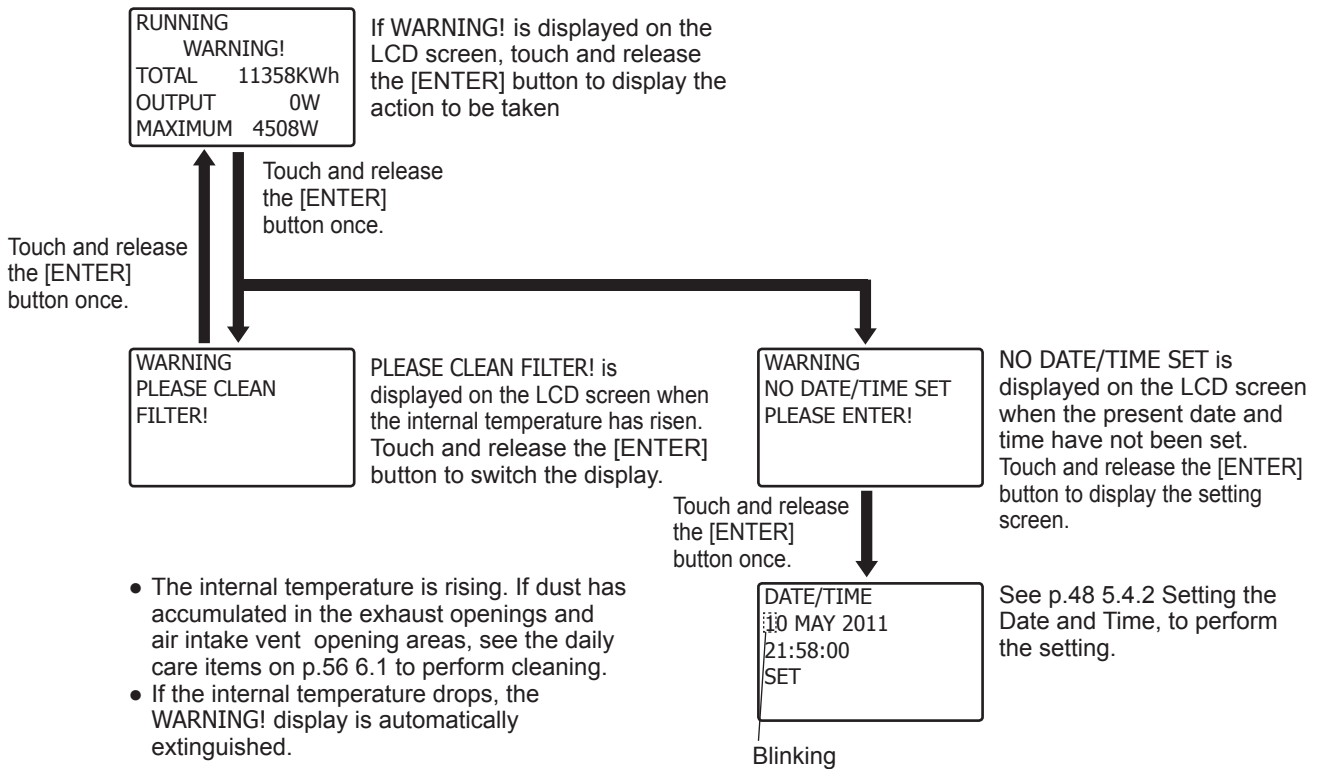 RUNNING
WARNING!
TOTAL 11358KWh
OUTPUT 0W
MAXIMUM 4508W
If WARNING! is displayed on the
LCD screen, touch and release
the [ENTER] button to display the
action to be taken
Touch and release
the [ENTER]
button once.
Touch and release
the [ENTER]
button once.
WARNING
PLEASE CLEAN
FILTER!
PLEASE CLEAN FILTER! is
displayed on the LCD screen when
the internal temperature has risen.
Touch and release the [ENTER]
button to switch the display.
WARNING
NO DATE/TIME SET
PLEASE ENTER!
NO DATE/TIME SET is
displayed on the LCD screen
when the present date and
time have not been set.
Touch and release the [ENTER]
button to display the setting
screen.
Touch and release
the [ENTER]
button once.
● The internal temperature is rising. If dust has
accumulated in the exhaust openings and
air intake vent opening areas, see the daily
care items on p.56 6.1 to perform cleaning.
● If the internal temperature drops, the
WARNING! display is automatically
extinguished.
DATE/TIME
10 MAY 2011
21:58:00
SET
See p.48 5.4.2 Setting the
Date and Time, to perform
the setting.
Blinking